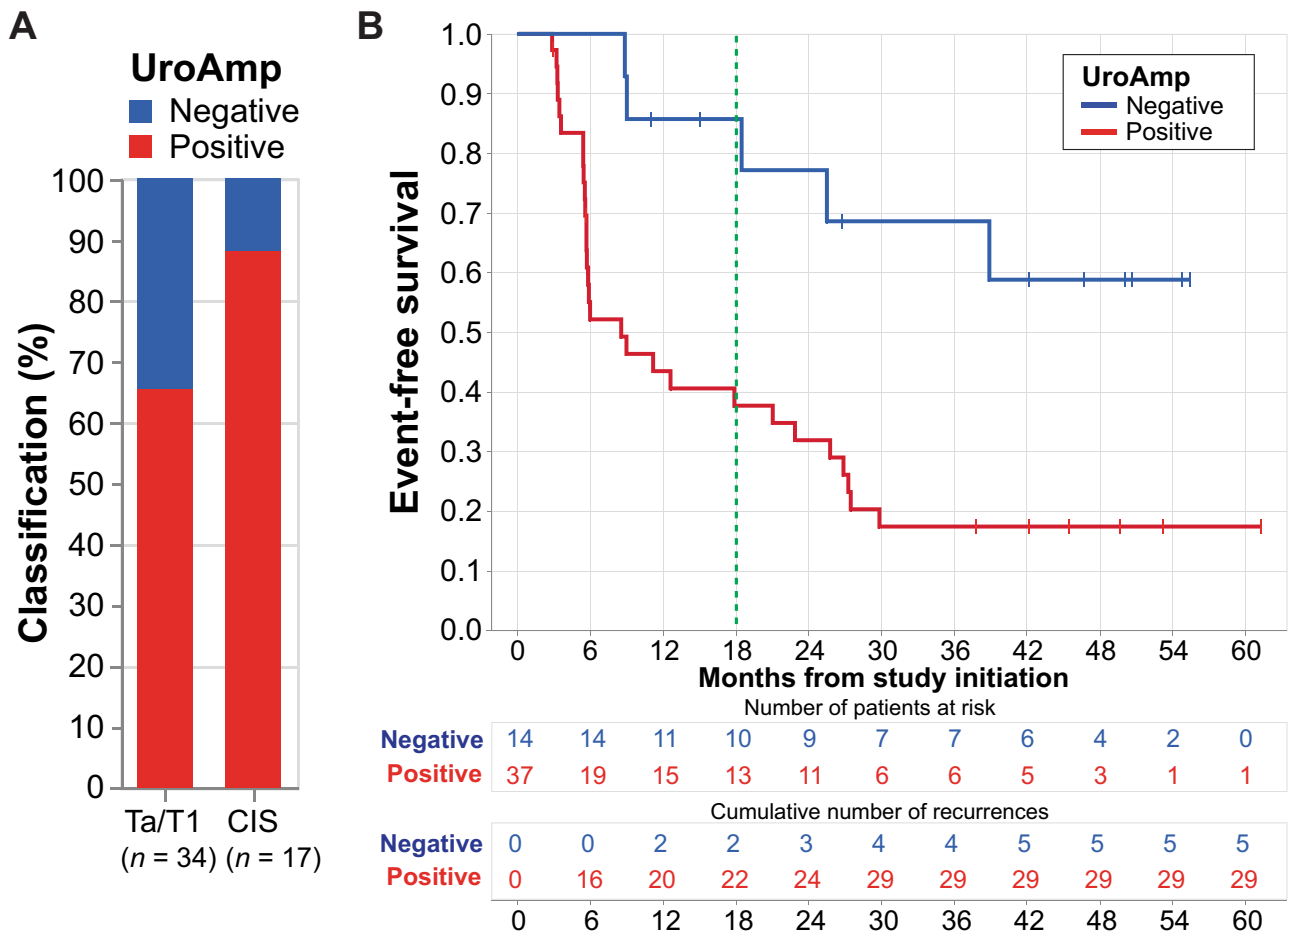 A
UroAmp
Negative
Positive
Classification (%)
100
90
80
70
60
50
40
30
20
10
0
Ta/T1 CIS
(n = 34) (n = 17)
B
Event-free survival
1.0
0.9
0.8
0.7
0.6
0.5
0.4
0.3
0.2
0.1
0.0
UroAmp
Negative
Positive
0 6 12 18 24 30 36 42 48 54 60
Months from study initiation
Number of patients at risk
Negative 14 14 11 10 9 7 7 6 4 2 0
Positive 37 19 15 13 11 6 6 5 3 1 1
Cumulative number of recurrences
Negative 0 0 2 2 3 4 4 5 5 5 5
Positive 0 16 20 22 24 29 29 29 29 29 29
0 6 12 18 24 30 36 42 48 54 60